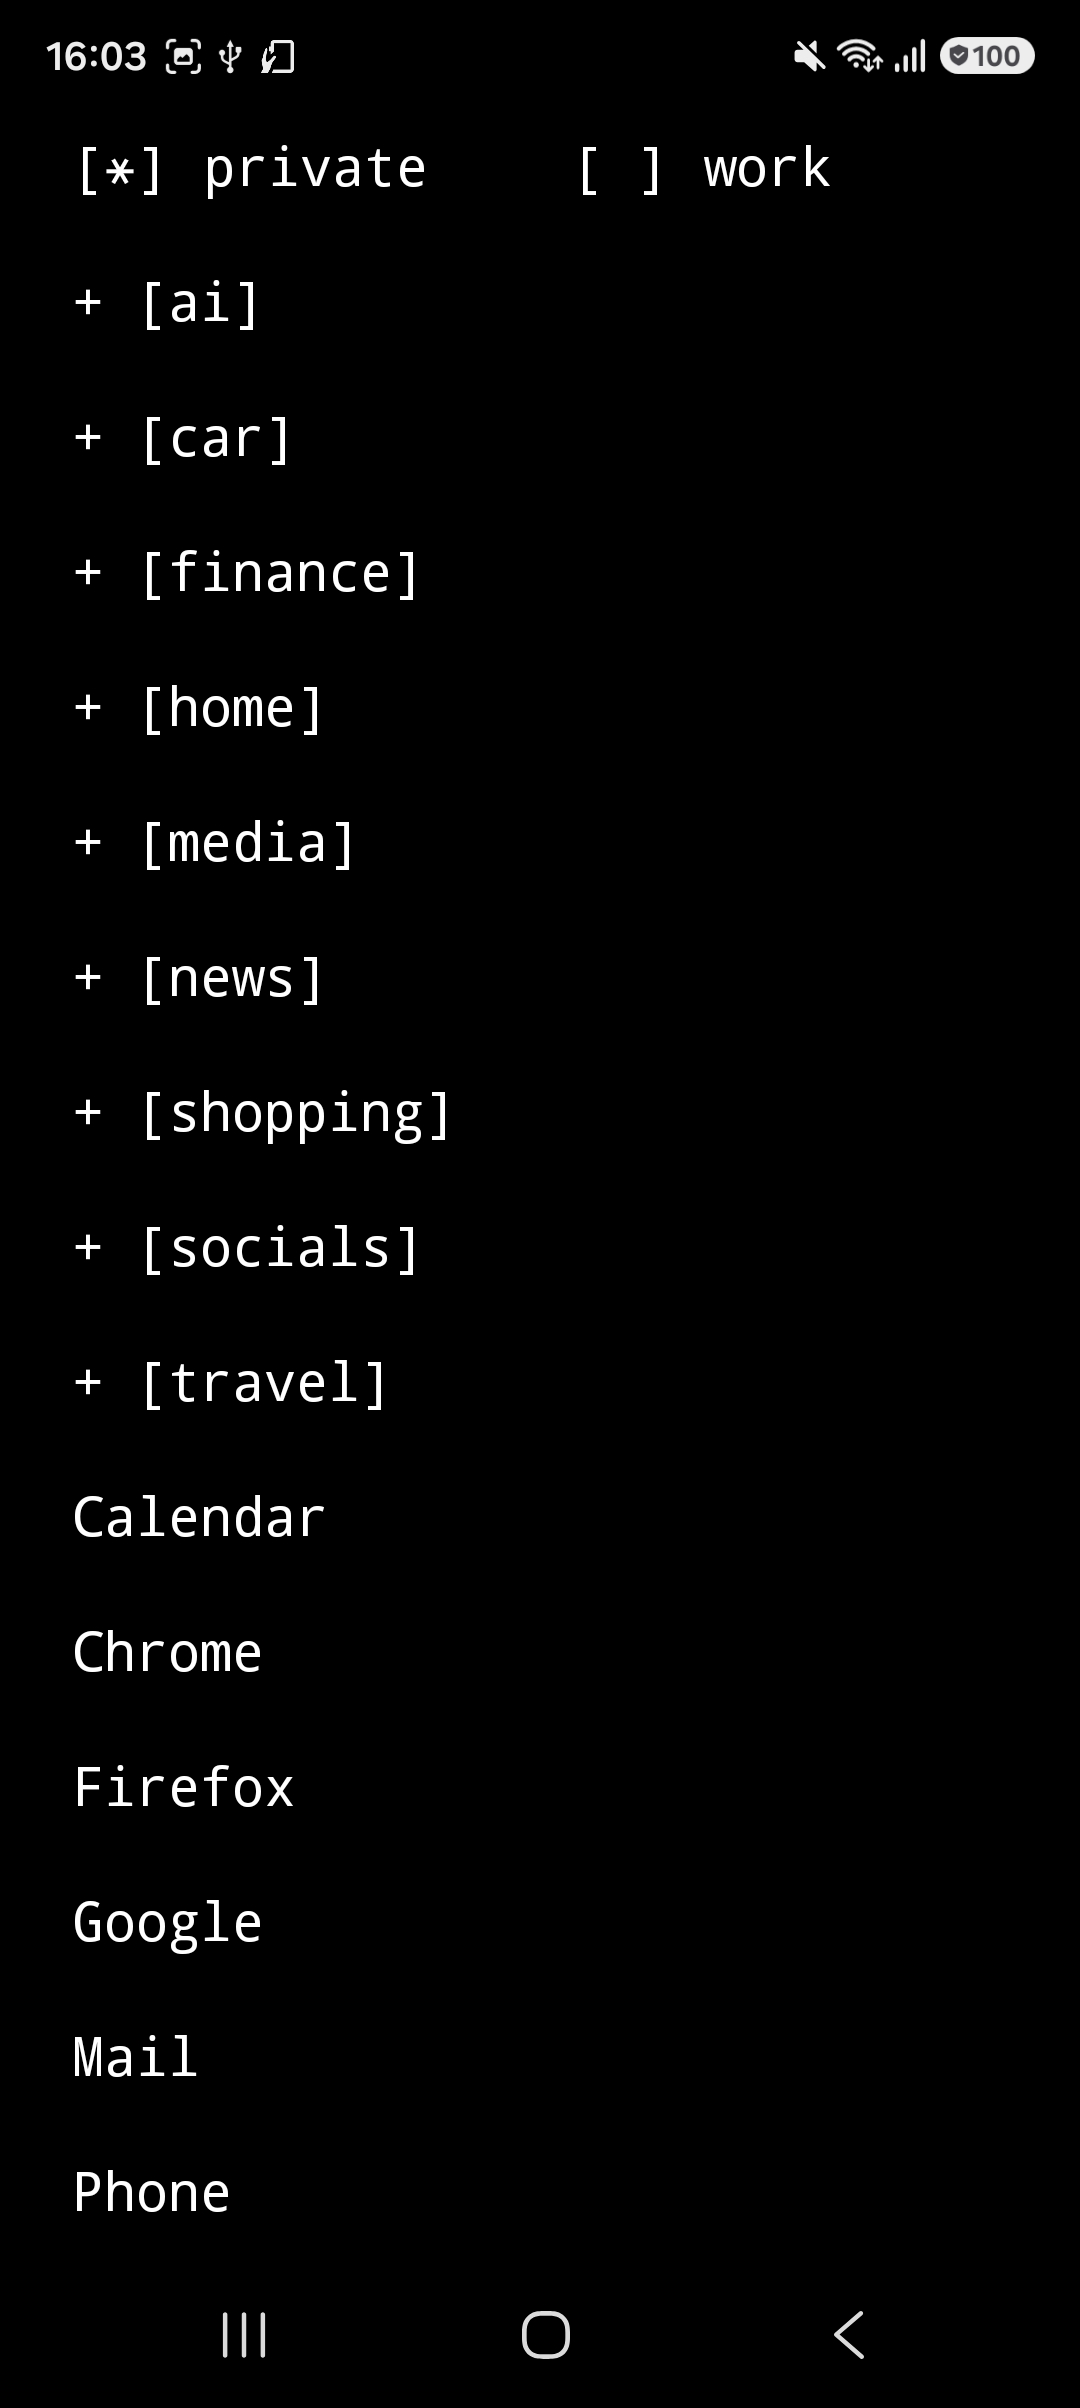 16:03 100
[*] private [ ] work
+ [ai]
+ [car]
+ [finance]
+ [home]
+ [media]
+ [news]
+ [shopping]
+ [socials]
+ [travel]
Calendar
Chrome
Firefox
Google
Mail
Phone